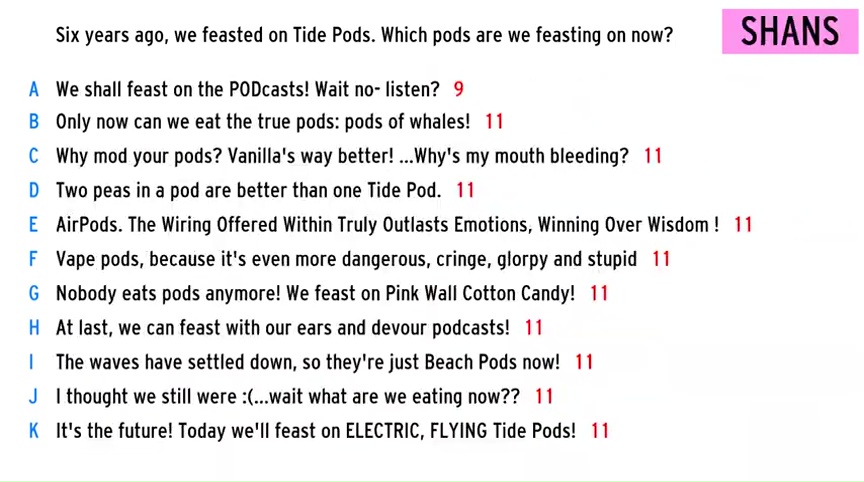 Six years ago, we feasted on Tide Pods. Which pods are we feasting on now?
SHANS
A We shall feast on the PODcasts! Wait no- listen? 9
B Only now can we eat the true pods: pods of whales! 11
C Why mod your pods? Vanilla's way better! ...Why's my mouth bleeding? 11
D Two peas in a pod are better than one Tide Pod. 11
E AirPods. The Wiring Offered Within Truly Outlasts Emotions, Winning Over Wisdom ! 11
F Vape pods, because it's even more dangerous, cringe, glorpy and stupid 11
G Nobody eats pods anymore! We feast on Pink Wall Cotton Candy! 11
H At last, we can feast with our ears and devour podcasts! 11
I The waves have settled down, so they're just Beach Pods now! 11
J I thought we still were :(...wait what are we eating now?? 11
K It's the future! Today we'll feast on ELECTRIC, FLYING Tide Pods! 11